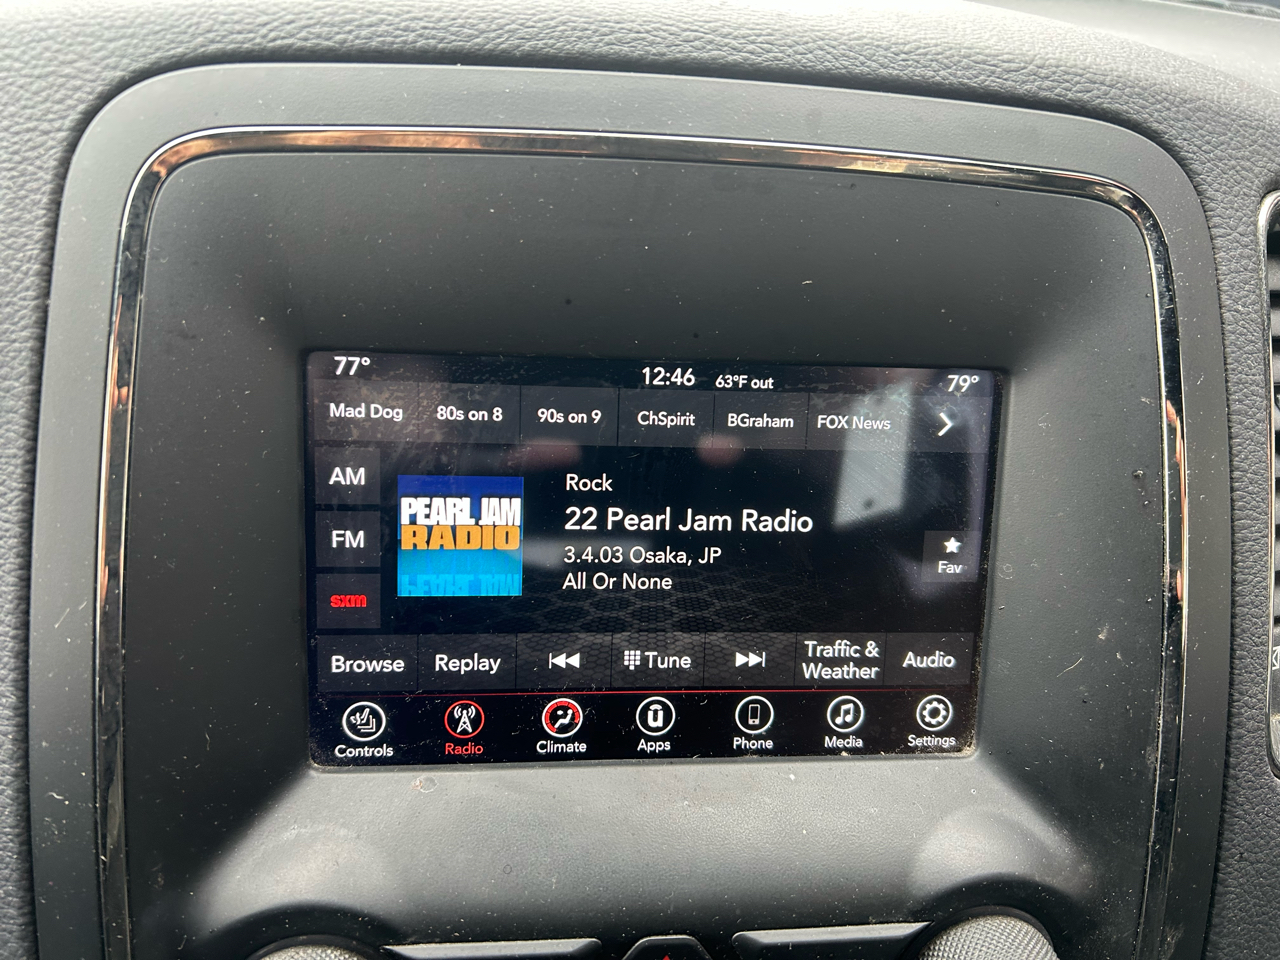 77° 12:46 63°F out 79°
Mad Dog 80s on 8 90s on 9 ChSpirit BGraham FOX News
AM
FM
sxm
PEARL JAM
RADIO
Rock
22 Pearl Jam Radio
3.4.03 Osaka, JP
All Or None
Fav
Browse Replay Tune Traffic & Weather Audio
Controls Radio Climate Apps Phone Media Settings